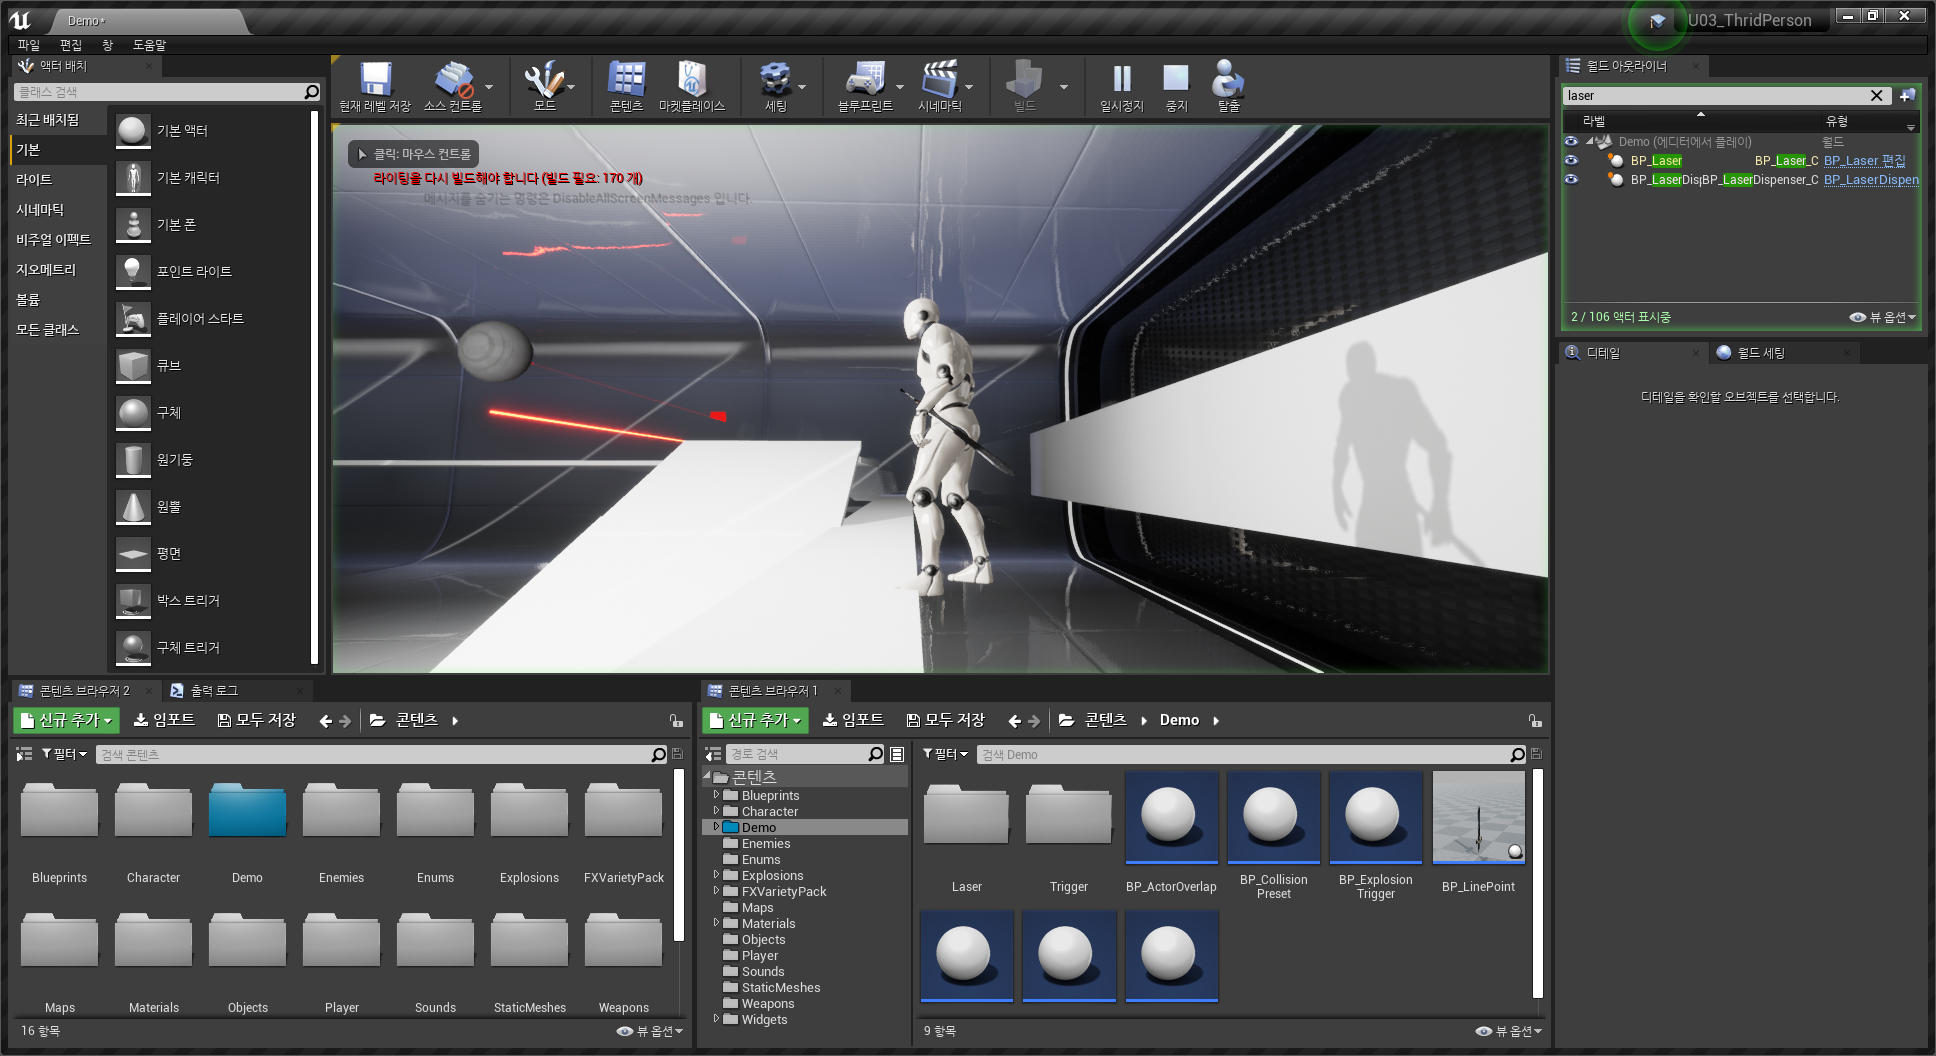 Demo*
U03_ThridPerson
파일 편집 창 도움말
액터 배치
클래스 검색
최근 배치됨
기본
라이트
시네마틱
비주얼 이펙트
지오메트리
볼륨
모든 클래스
기본 액터
기본 캐릭터
기본 폰
포인트 라이트
플레이어 스타트
큐브
구체
원기둥
원뿔
평면
박스 트리거
구체 트리거
현재 레벨 저장
소스 컨트롤
모드
콘텐츠
마켓플레이스
세팅
블루프린트
시네마틱
빌드
일시정지
중지
탈출
클릭: 마우스 컨트롤
라이팅을 다시 빌드해야 합니다 (빌드 필요: 170 개)
메시지를 숨기는 명령은 DisableAllScreenMessages 입니다.
월드 아웃라이너
laser
라벨 유형
Demo (에디터에서 플레이) 월드
BP_Laser BP_Laser_C BP_Laser 편집
BP_LaserDisp BP_LaserDispenser_C BP_LaserDispen
2 / 106 액터 표시중
뷰 옵션
디테일
월드 세팅
디테일을 확인할 오브젝트를 선택합니다.
콘텐츠 브라우저 2
출력 로그
신규 추가
임포트
모두 저장
콘텐츠
필터
검색 콘텐츠
Blueprints
Character
Demo
Enemies
Enums
Explosions
FXVarietyPack
Maps
Materials
Objects
Player
Sounds
StaticMeshes
Weapons
16 항목
뷰 옵션
콘텐츠 브라우저 1
신규 추가
임포트
모두 저장
콘텐츠
Demo
경로 검색
콘텐츠
Blueprints
Character
Demo
Enemies
Enums
Explosions
FXVarietyPack
Maps
Materials
Objects
Player
Sounds
StaticMeshes
Weapons
Widgets
필터
검색 Demo
Laser
Trigger
BP_ActorOverlap
BP_Collision
Preset
BP_Explosion
Trigger
BP_LinePoint
9 항목
뷰 옵션